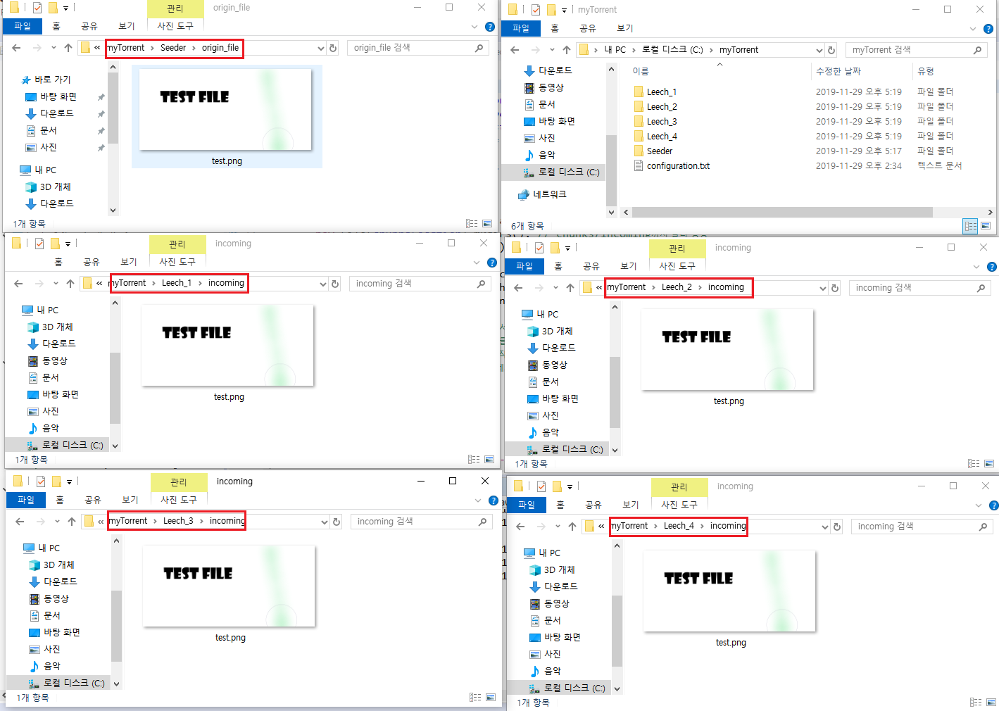 관리
origin_file
파일
홈
공유
보기
사진 도구
« myTorrent > Seeder > origin_file
origin_file 검색
바로 가기
바탕 화면
다운로드
문서
사진
내 PC
3D 개체
다운로드
TEST FILE
test.png
1개 항목
myTorrent
파일
홈
공유
보기
> 내 PC > 로컬 디스크 (C:) > myTorrent
myTorrent 검색
다운로드
동영상
문서
바탕 화면
사진
음악
로컬 디스크 (C:)
네트워크
이름 수정한 날짜 유형
Leech_1 2019-11-29 오후 5:19 파일 폴더
Leech_2 2019-11-29 오후 5:19 파일 폴더
Leech_3 2019-11-29 오후 5:19 파일 폴더
Leech_4 2019-11-29 오후 5:19 파일 폴더
Seeder 2019-11-29 오후 5:17 파일 폴더
configuration.txt 2019-11-29 오후 2:34 텍스트 문서
6개 항목
관리
incoming
홈
공유
보기
사진 도구
« myTorrent > Leech_1 > incoming
incoming 검색
내 PC
3D 개체
다운로드
동영상
문서
바탕 화면
사진
음악
로컬 디스크 (C:)
TEST FILE
test.png
1개 항목
관리
incoming
파일
홈
공유
보기
사진 도구
« myTorrent > Leech_2 > incoming
incoming 검색
내 PC
3D 개체
다운로드
동영상
문서
바탕 화면
사진
음악
로컬 디스크 (C:)
TEST FILE
test.png
1개 항목
관리
incoming
파일
홈
공유
보기
사진 도구
« myTorrent > Leech_3 > incoming
incoming 검색
내 PC
3D 개체
다운로드
동영상
문서
바탕 화면
사진
음악
로컬 디스크 (C:)
TEST FILE
test.png
1개 항목
관리
incoming
파일
홈
공유
보기
사진 도구
« myTorrent > Leech_4 > incoming
incoming 검색
내 PC
3D 개체
다운로드
동영상
문서
바탕 화면
사진
음악
로컬 디스크 (C:)
TEST FILE
test.png
1개 항목